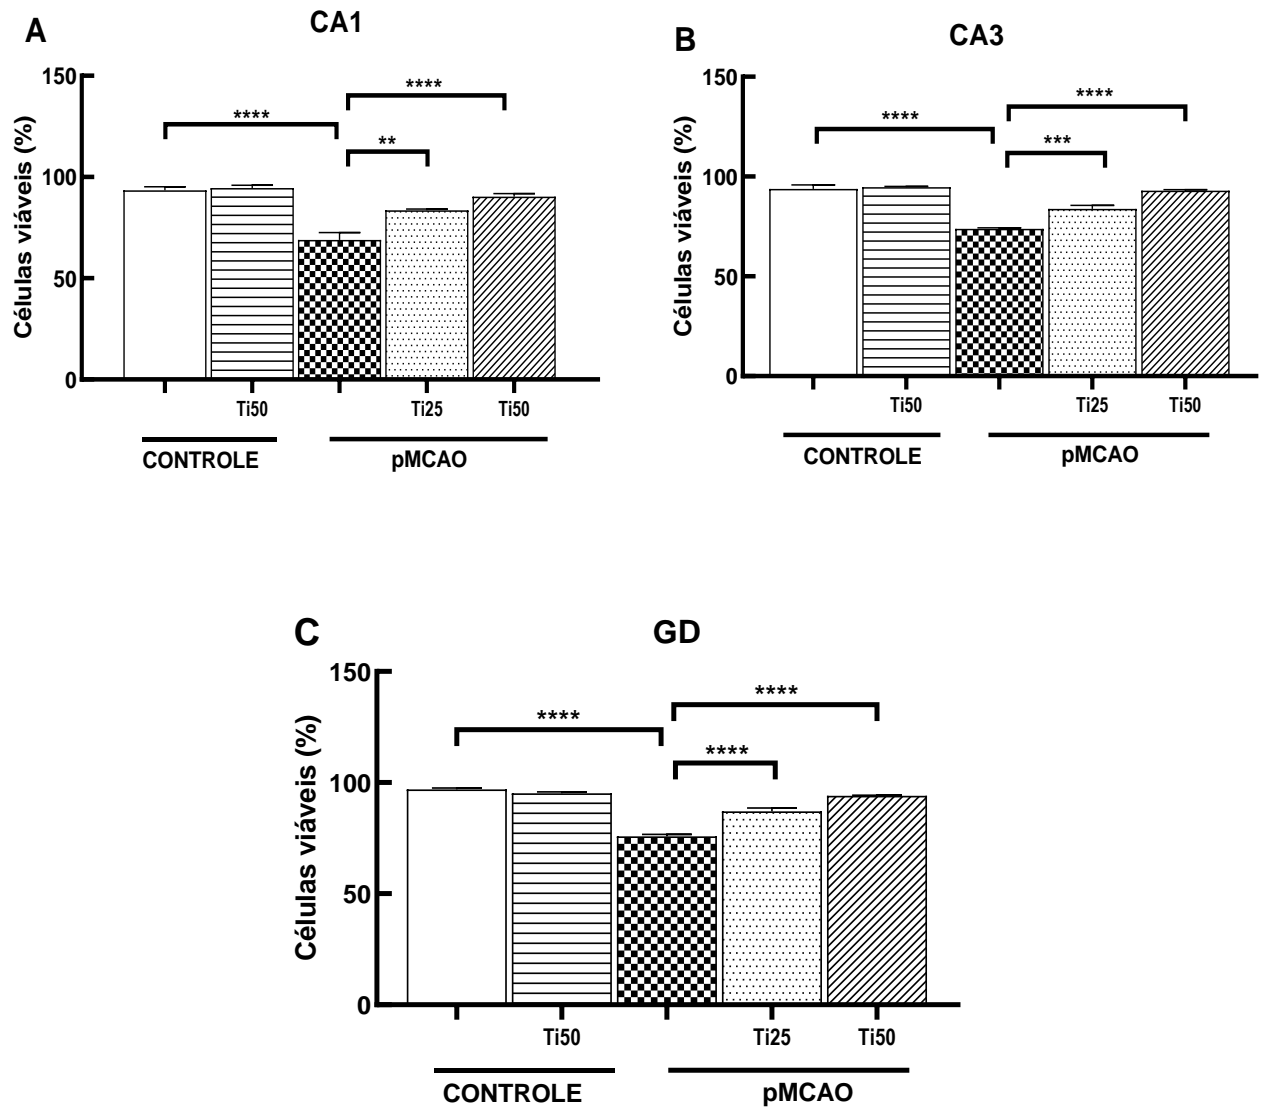 A
CA1
Células viáveis (%)
150
100
50
0
****
****
**
Ti50
Ti25
Ti50
CONTROLE
pMCAO
B
CA3
Células viáveis (%)
150
100
50
0
****
****
***
Ti50
Ti25
Ti50
CONTROLE
pMCAO
C
GD
Células viáveis (%)
150
100
50
0
****
****
****
Ti50
Ti25
Ti50
CONTROLE
pMCAO